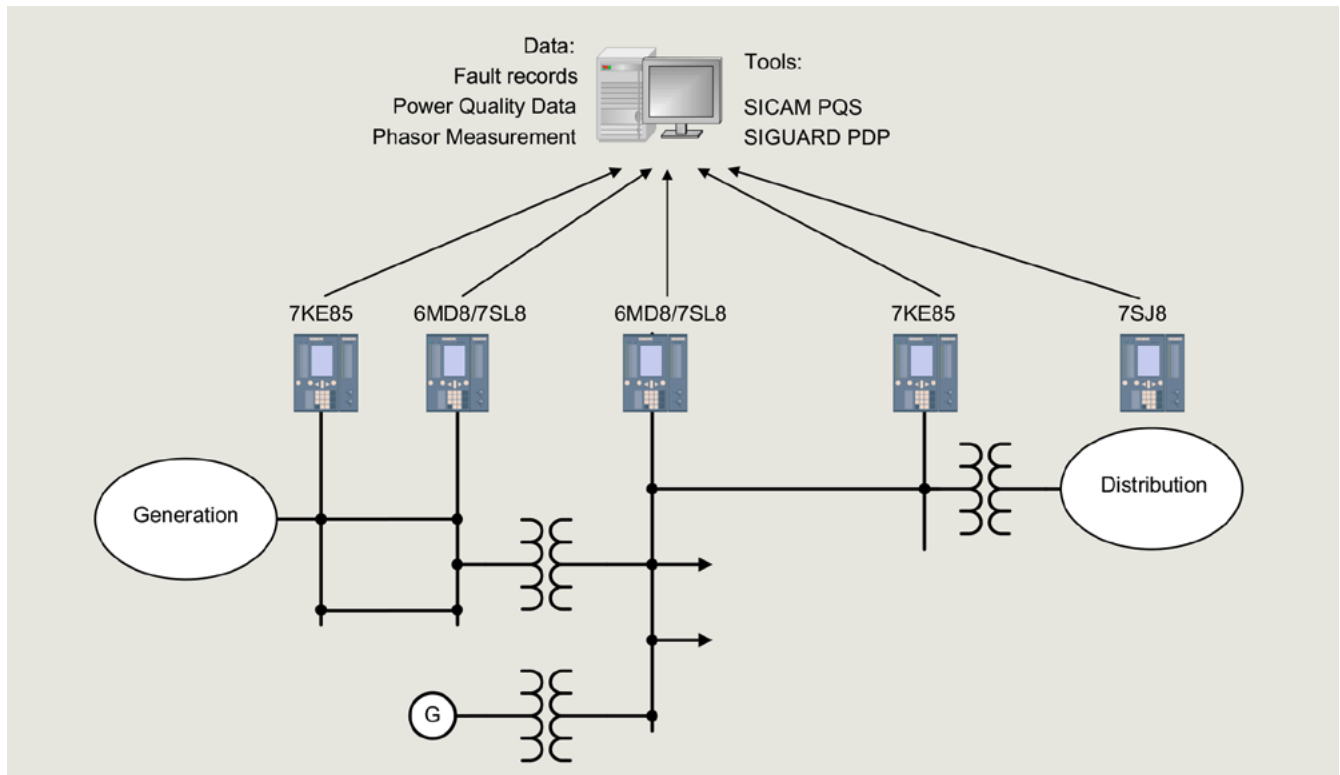 Data:
Fault records
Power Quality Data
Phasor Measurement
Tools:
SICAM PQS
SIGUARD PDP
7KE85
6MD8/7SL8
6MD8/7SL8
7KE85
7SJ8
Generation
Distribution
G